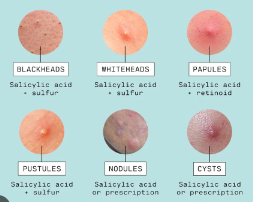 BLACKHEADS
Salicylic acid
+ sulfur
WHITEHEADS
Salicylic acid
+ sulfur
PAPULES
Salicylic acid
+ retinoid
PUSTULES
Salicylic acid
+ sulfur
NODULES
Salicylic acid
or prescription
CYSTS
Salicylic acid
or prescription